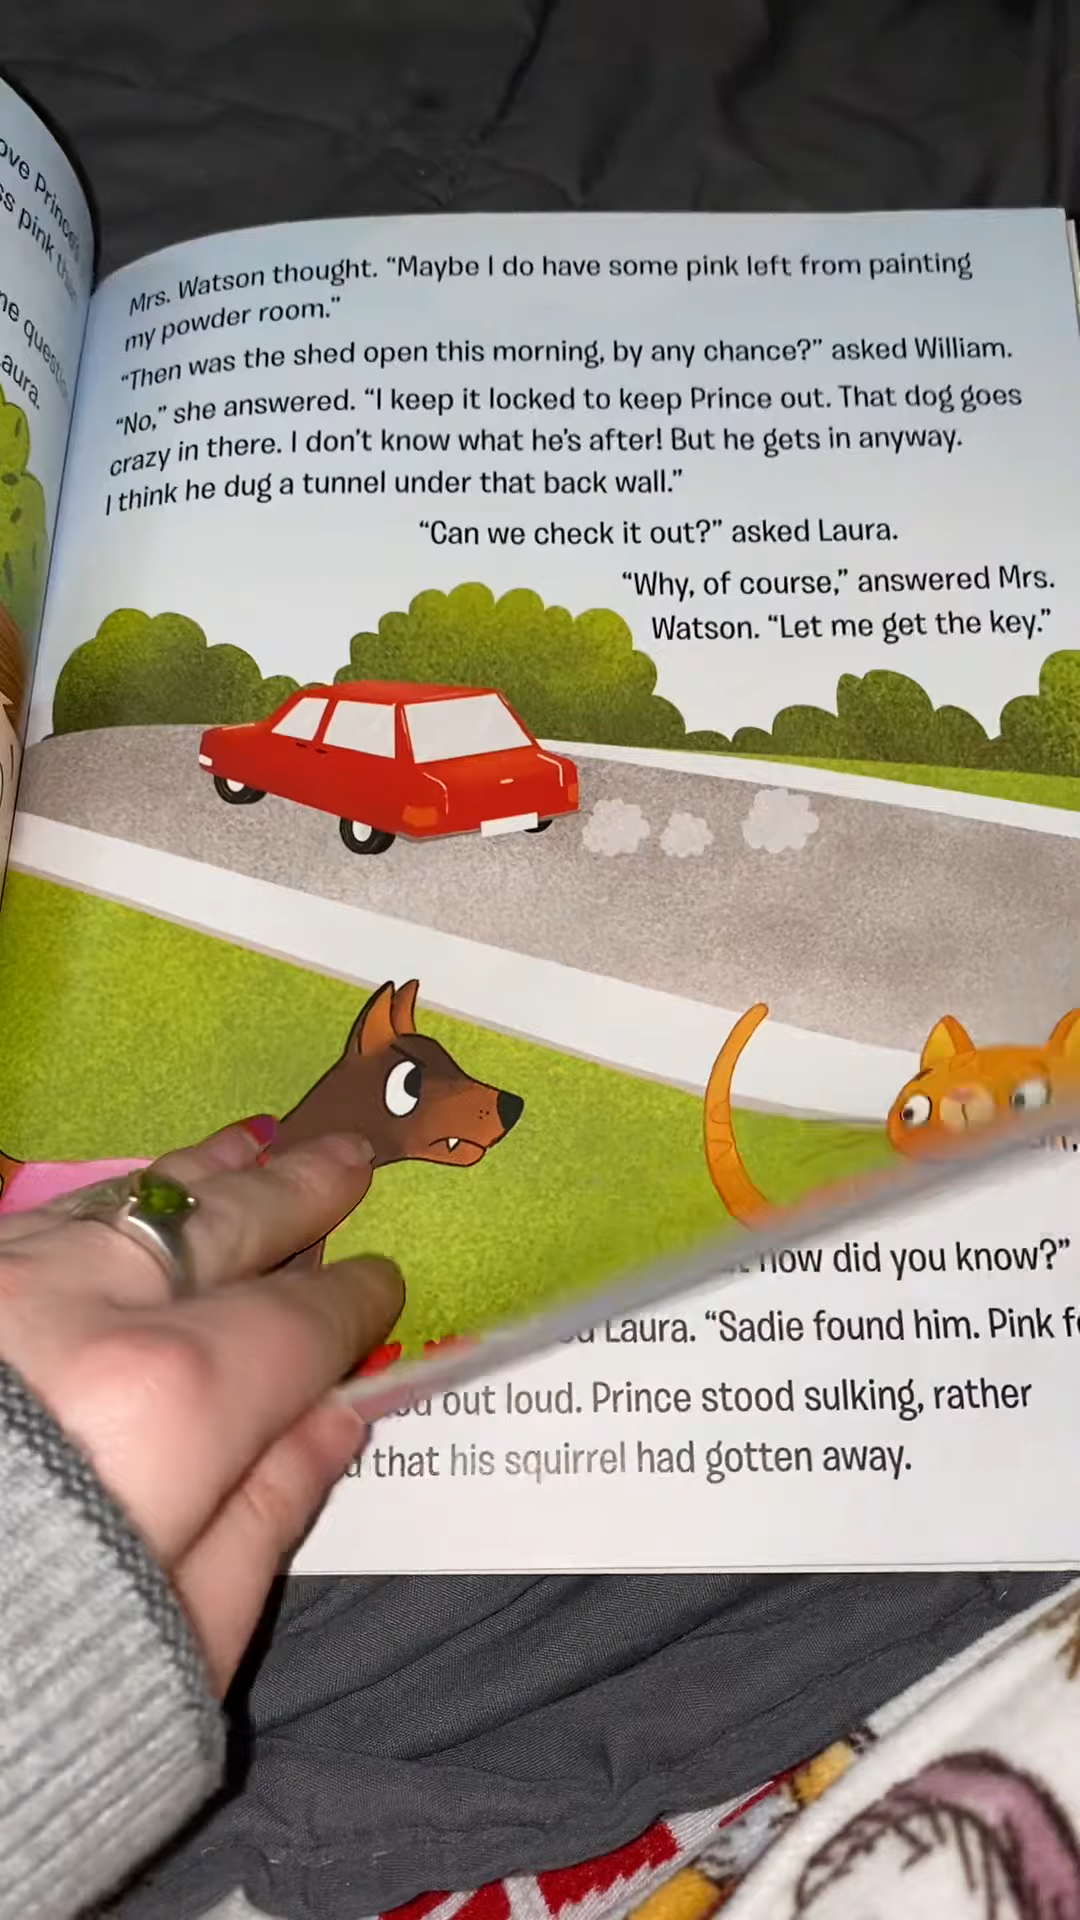 ove Prince's
ss pink
Mrs. Watson thought. “Maybe I do have some pink left from painting
my powder room.”
“Then was the shed open this morning, by any chance?” asked William.
“No,” she answered. “I keep it locked to keep Prince out. That dog goes
crazy in there. I don't know what he's after! But he gets in anyway.
I think he dug a tunnel under that back wall.”
“Can we check it out?” asked Laura.
“Why, of course,” answered Mrs.
Watson. “Let me get the key.”
aura.
how did you know?”
Laura. “Sadie found him. Pink
out loud. Prince stood sulking, rather
that his squirrel had gotten away.